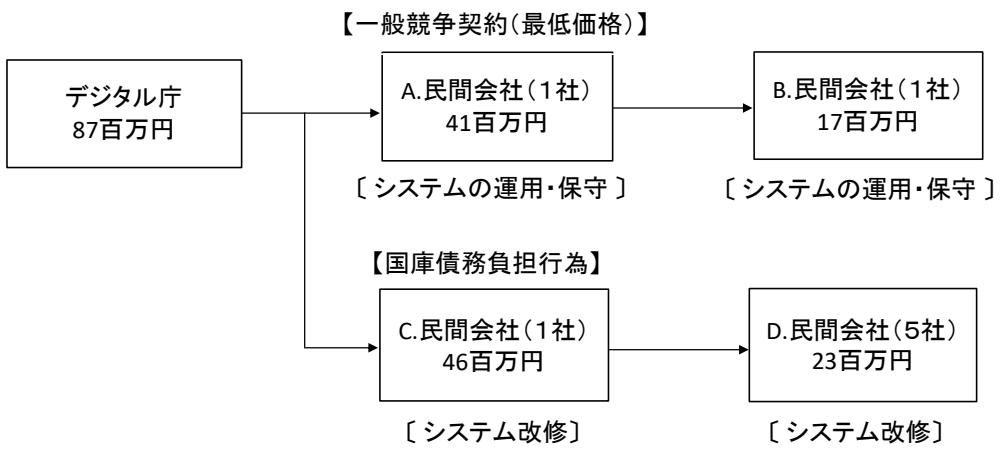 【一般競争契約（最低価格）】
デジタル庁
87百万円
A.民間会社（１社）
41百万円
B.民間会社（１社）
17百万円
〔 システムの運用・保守 〕
〔 システムの運用・保守 〕
【国庫債務負担行為】
C.民間会社（１社）
46百万円
D.民間会社（５社）
23百万円
〔 システム改修〕
〔 システム改修〕